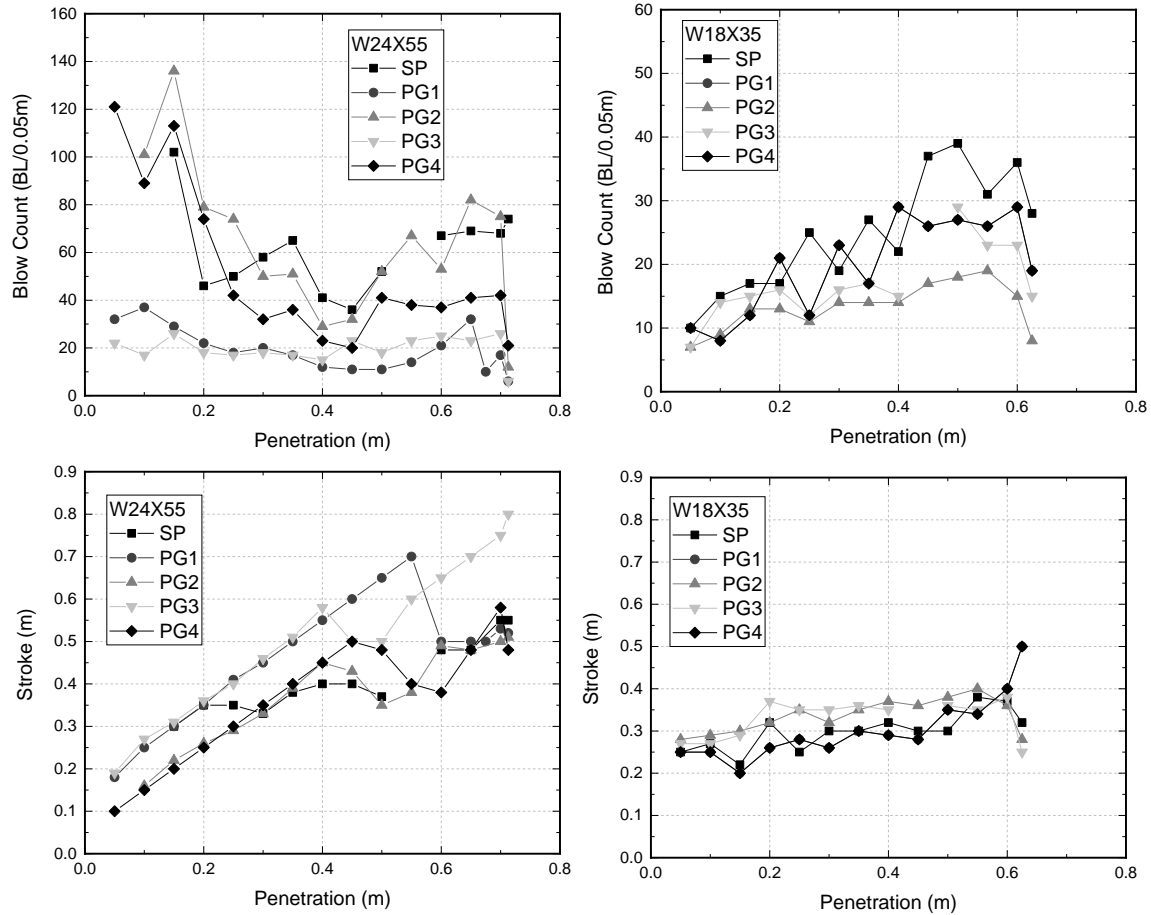 160
140
120
100
80
60
40
20
0
Blow Count (BL/0.05m)
W24X55
SP
PG1
PG2
PG3
PG4
0.0 0.2 0.4 0.6 0.8
Penetration (m)
60
50
40
30
20
10
0
Blow Count (BL/0.05m)
W18X35
SP
PG1
PG2
PG3
PG4
0.0 0.2 0.4 0.6 0.8
Penetration (m)
0.9
0.8
0.7
0.6
0.5
0.4
0.3
0.2
0.1
0.0
Stroke (m)
W24X55
SP
PG1
PG2
PG3
PG4
0.0 0.2 0.4 0.6 0.8
Penetration (m)
0.9
0.8
0.7
0.6
0.5
0.4
0.3
0.2
0.1
0.0
Stroke (m)
W18X35
SP
PG1
PG2
PG3
PG4
0.0 0.2 0.4 0.6 0.8
Penetration (m)